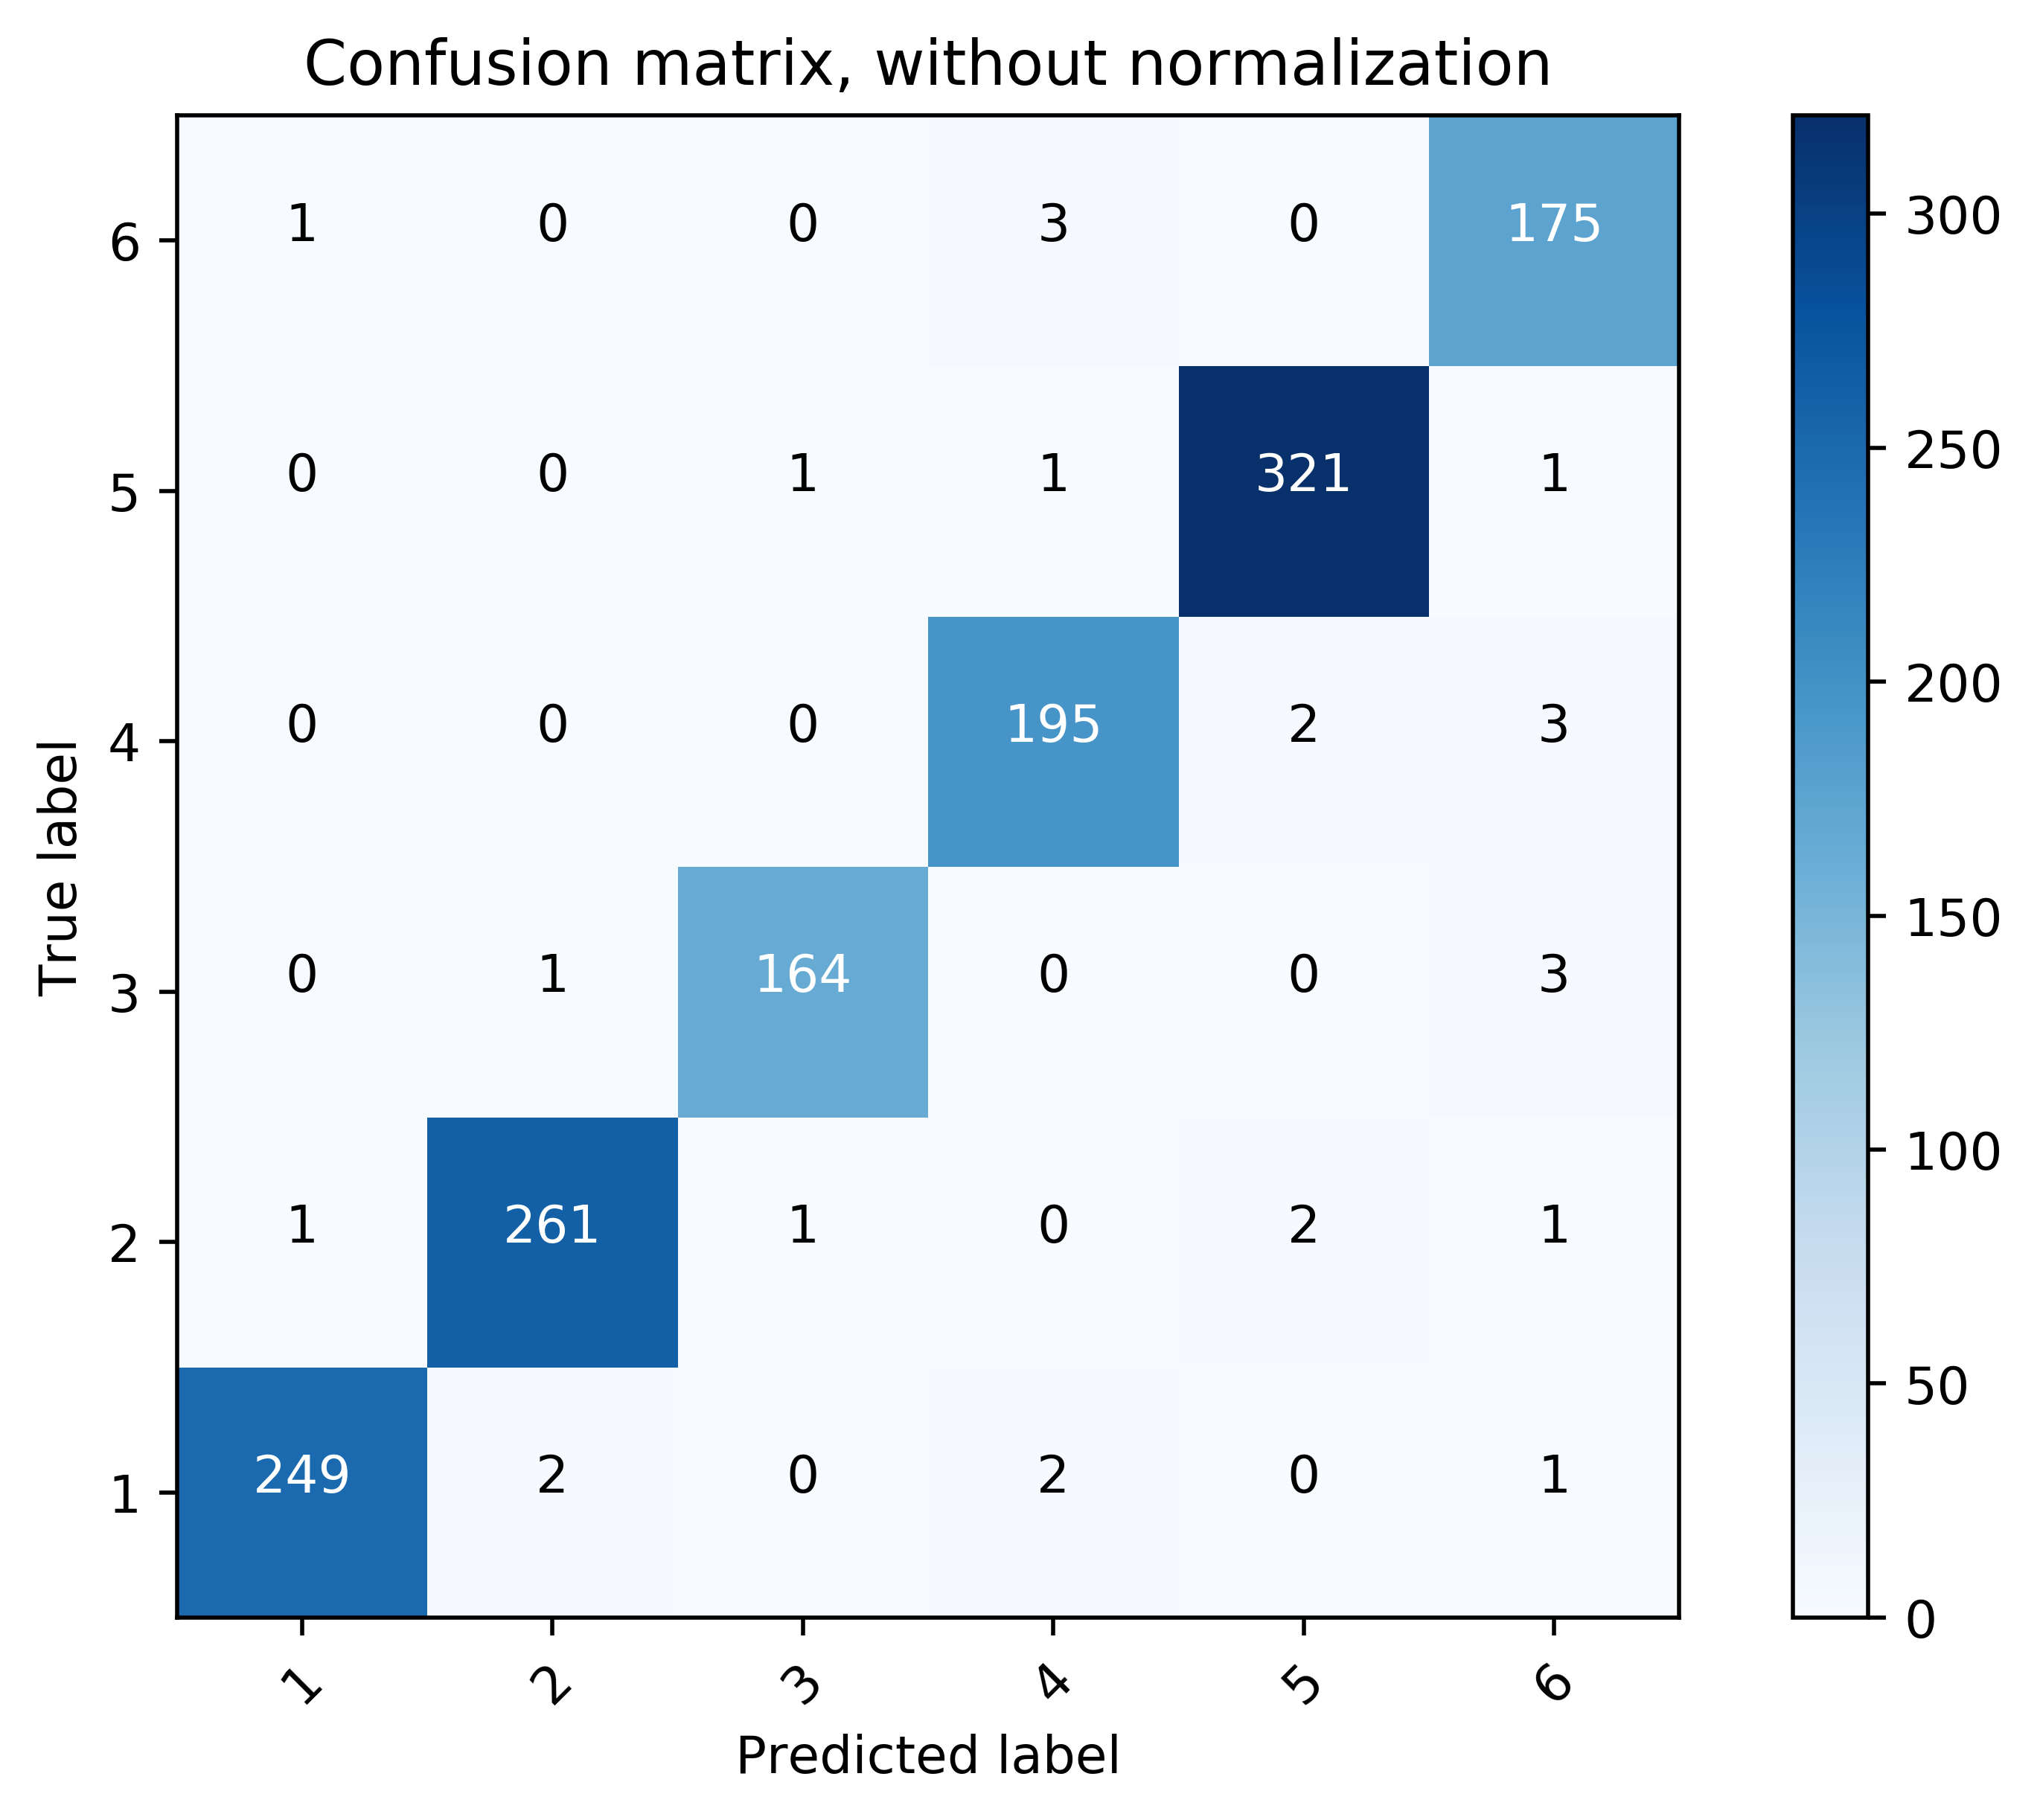 Confusion matrix, without normalization
6 1 0 0 3 0 175
5 0 0 1 1 321 1
4 0 0 0 195 2 3
3 0 1 164 0 0 3
2 1 261 1 0 2 1
1 249 2 0 2 0 1
1 2 3 4 5 6
True label
Predicted label
300
250
200
150
100
50
0